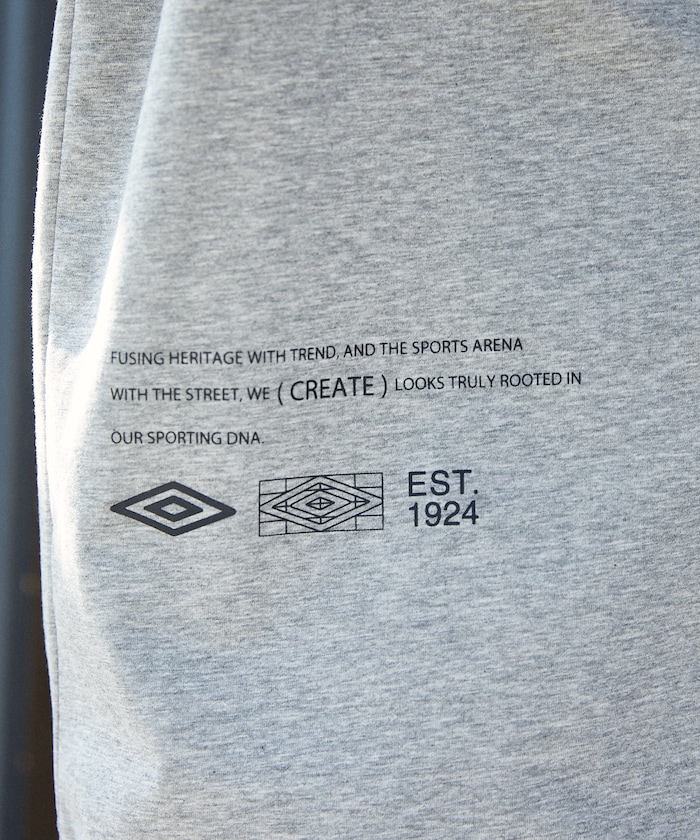 FUSING HERITAGE WITH TREND, AND THE SPORTS ARENA
WITH THE STREET, WE ( CREATE ) LOOKS TRULY ROOTED IN
OUR SPORTING DNA.
EST.
1924